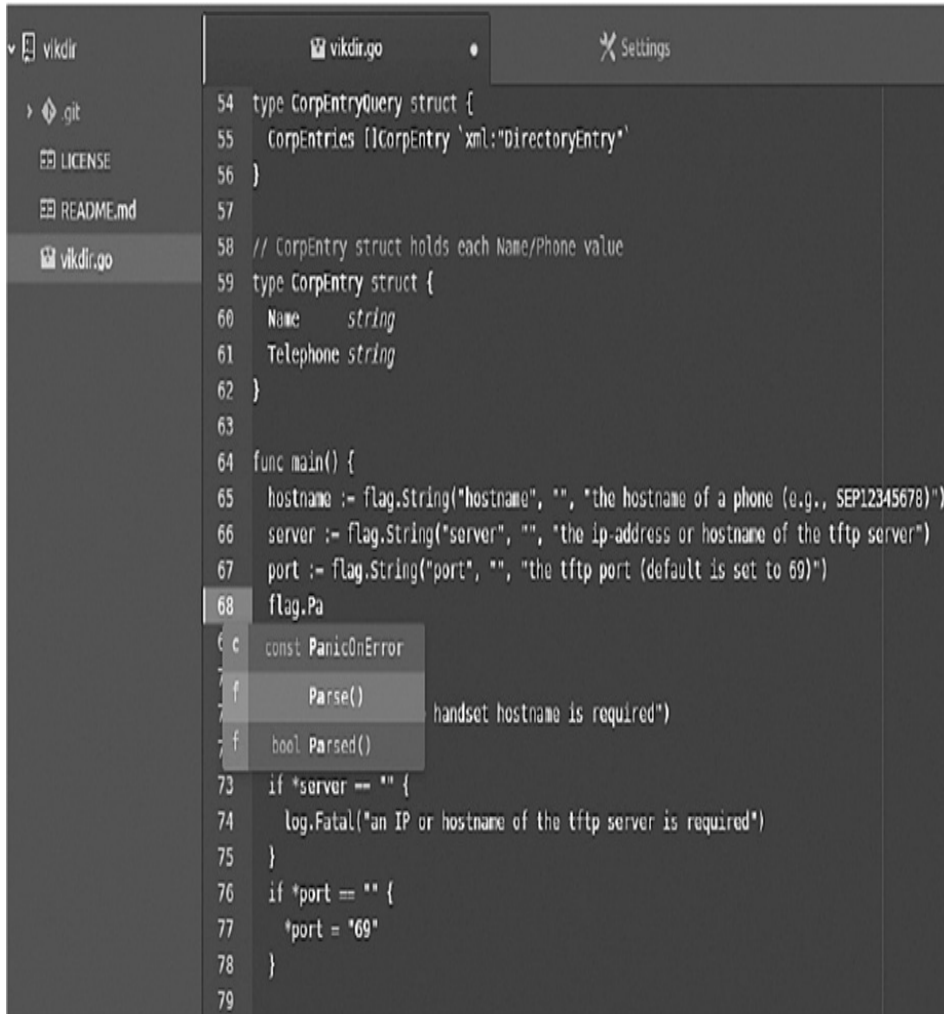 vikdir
.git
LICENSE
README.md
vikdir.go
vikdir.go
Settings
54 type CorpEntryQuery struct {
55 CorpEntries []CorpEntry `xml:"DirectoryEntry"`
56 }
57
58 // CorpEntry struct holds each Name/Phone value
59 type CorpEntry struct {
60 Name string
61 Telephone string
62 }
63
64 func main() {
65 hostname := flag.String("hostname", "", "the hostname of a phone (e.g., SEP12345678)")
66 server := flag.String("server", "", "the ip-address or hostname of the tftp server")
67 port := flag.String("port", "", "the tftp port (default is set to 69)")
68 flag.Pa
c const PanicOnError
f Parse()
handset hostname is required")
f bool Parsed()
73 if *server == "" {
74 log.Fatal("an IP or hostname of the tftp server is required")
75 }
76 if *port == "" {
77 *port = "69"
78 }
79